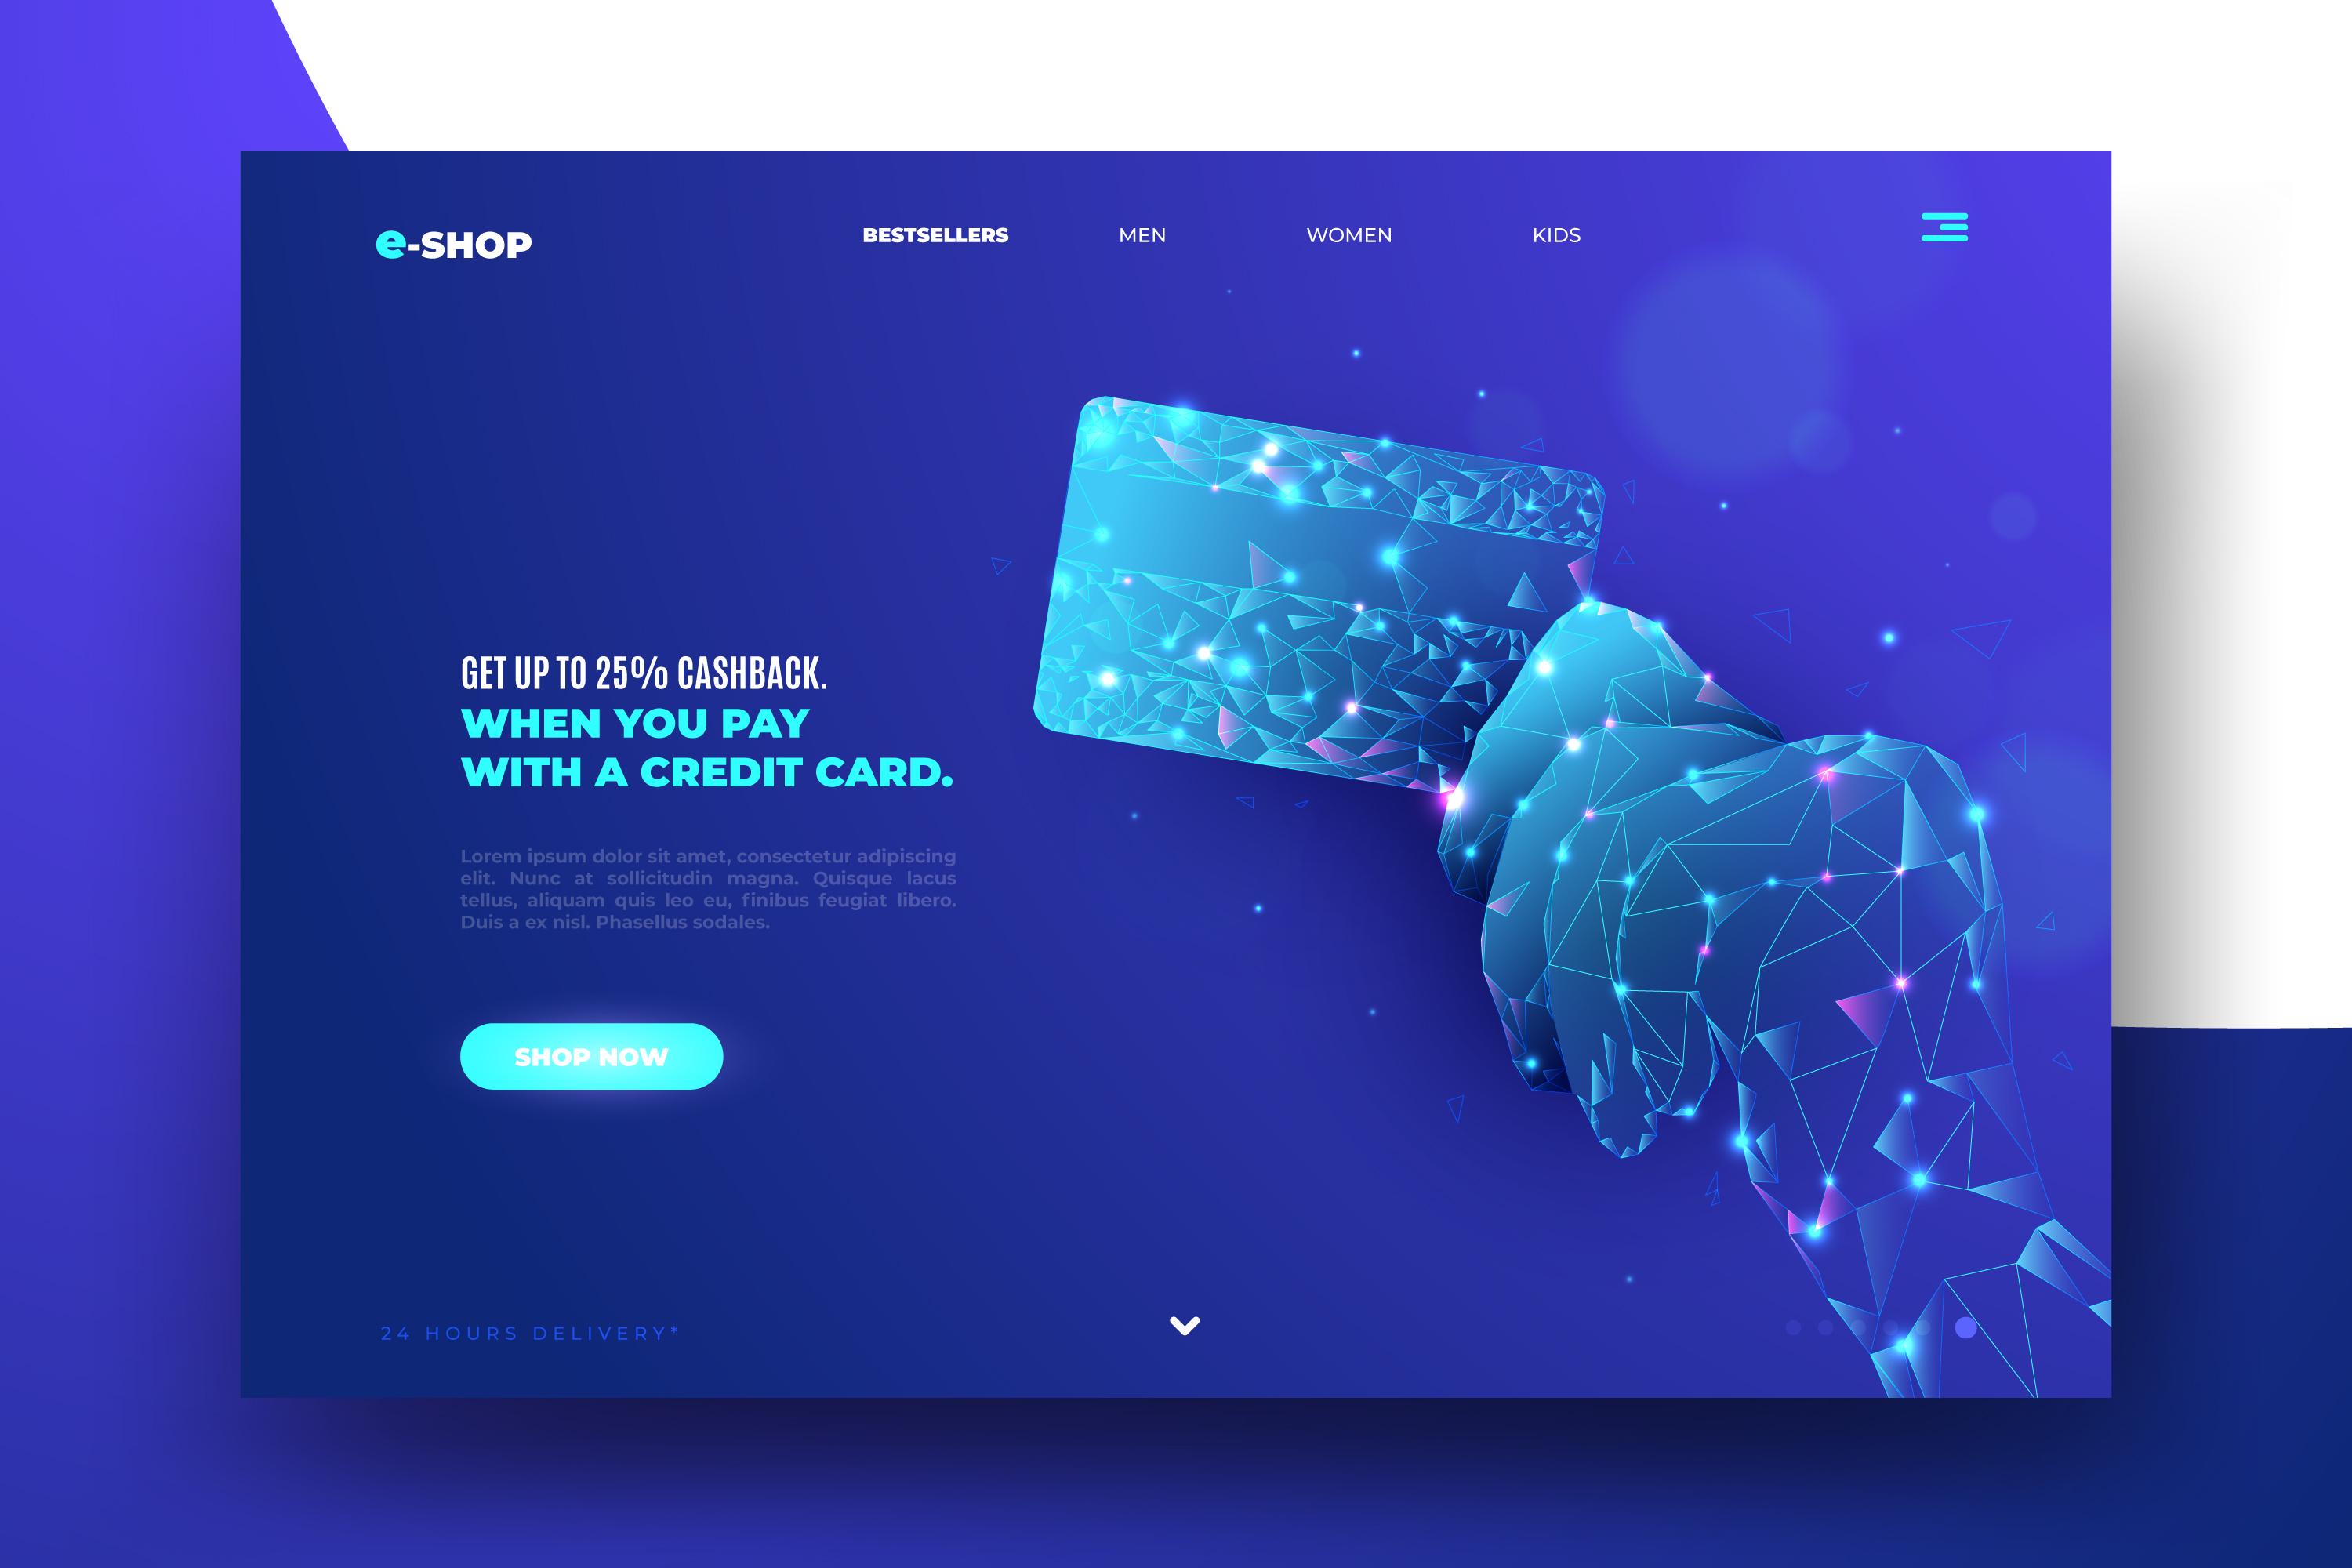 e-SHOP
BESTSELLERS
MEN
WOMEN
KIDS
GET UP TO 25% CASHBACK.
WHEN YOU PAY
WITH A CREDIT CARD.
Lorem ipsum dolor sit amet, consectetur adipiscing
elit. Nunc at sollicitudin magna. Quisque lacus
tellus, aliquam quis leo eu, finibus feugiat libero.
Duis a ex nisl. Phasellus sodales.
SHOP NOW
24 HOURS DELIVERY*